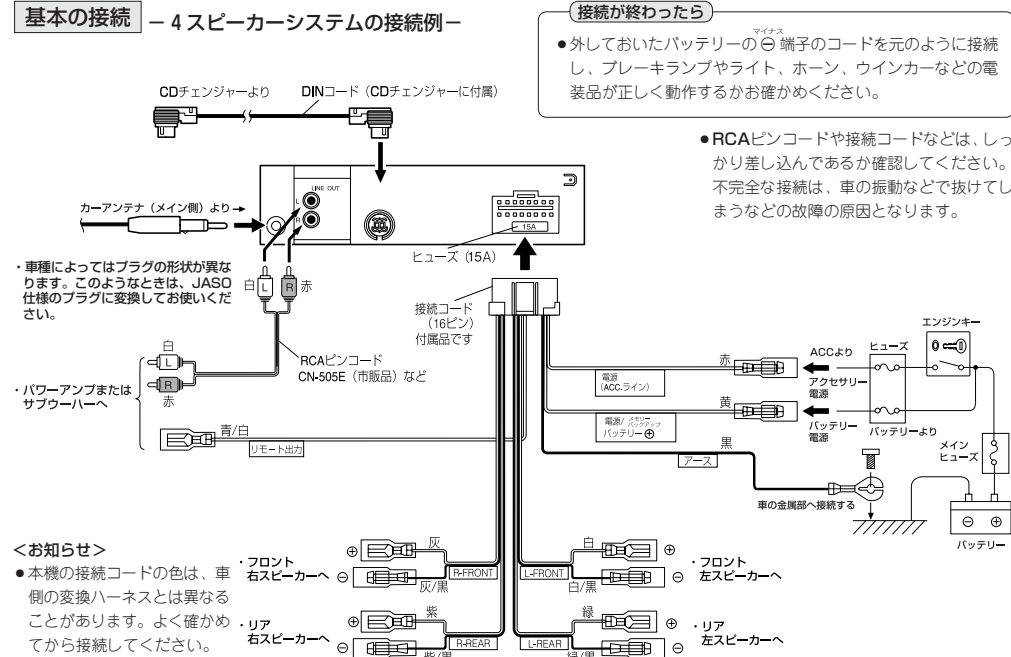 基本の接続 －4スピーカーシステムの接続例－
接続が終わったら
●外しておいたバッテリーの⊖端子のコードを元のように接続
マイナス
し、ブレーキランプやライト、ホーン、ウインカーなどの電
装品が正しく動作するかお確かめください。
●RCAピンコードや接続コードなどは、しっ
かり差し込んであるか確認してください。
不完全な接続は、車の振動などで抜けてし
まうなどの故障の原因となります。
CDチェンジャーより
DINコード（CDチェンジャーに付属）
LINE OUT
L
R
15A
カーアンテナ（メイン側）より→
ヒューズ（15A）
・車種によってはプラグの形状が異な
ります。このようなときは、JASO
仕様のプラグに変換してお使いくだ
さい。
白 L R 赤
接続コード
（16ピン）
付属品です
RCAピンコード
CN-505E（市販品）など
白
L
R
赤
・パワーアンプまたは
サブウーハーへ
青/白
リモート出力
赤
電源
(ACC.ライン)
ACCより
アクセサリー
電源
ヒューズ
エンジンキー
黄
電源/メモリーバックアップ
バッテリー⊕
バッテリー
電源
バッテリーより
メイン
ヒューズ
黒
アース
車の金属部へ接続する
⊖ ⊕
バッテリー
＜お知らせ＞
●本機の接続コードの色は、車
側の変換ハーネスとは異なる
ことがあります。よく確かめ
てから接続してください。
・フロント
右スピーカーへ
⊕ 灰
⊖ 灰/黒
R-FRONT
L-FRONT
白 ⊕
白/黒 ⊖
・フロント
左スピーカーへ
・リア
右スピーカーへ
⊕ 紫
⊖ 紫/黒
R-REAR
L-REAR
緑 ⊕
緑/黒 ⊖
・リア
左スピーカーへ